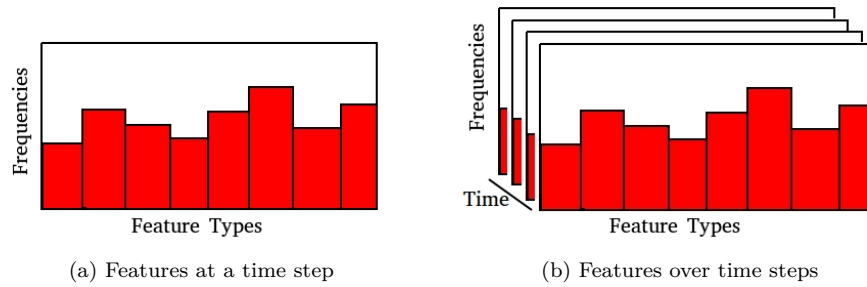 Frequencies
Feature Types
(a) Features at a time step
Frequencies
Time
Feature Types
(b) Features over time steps